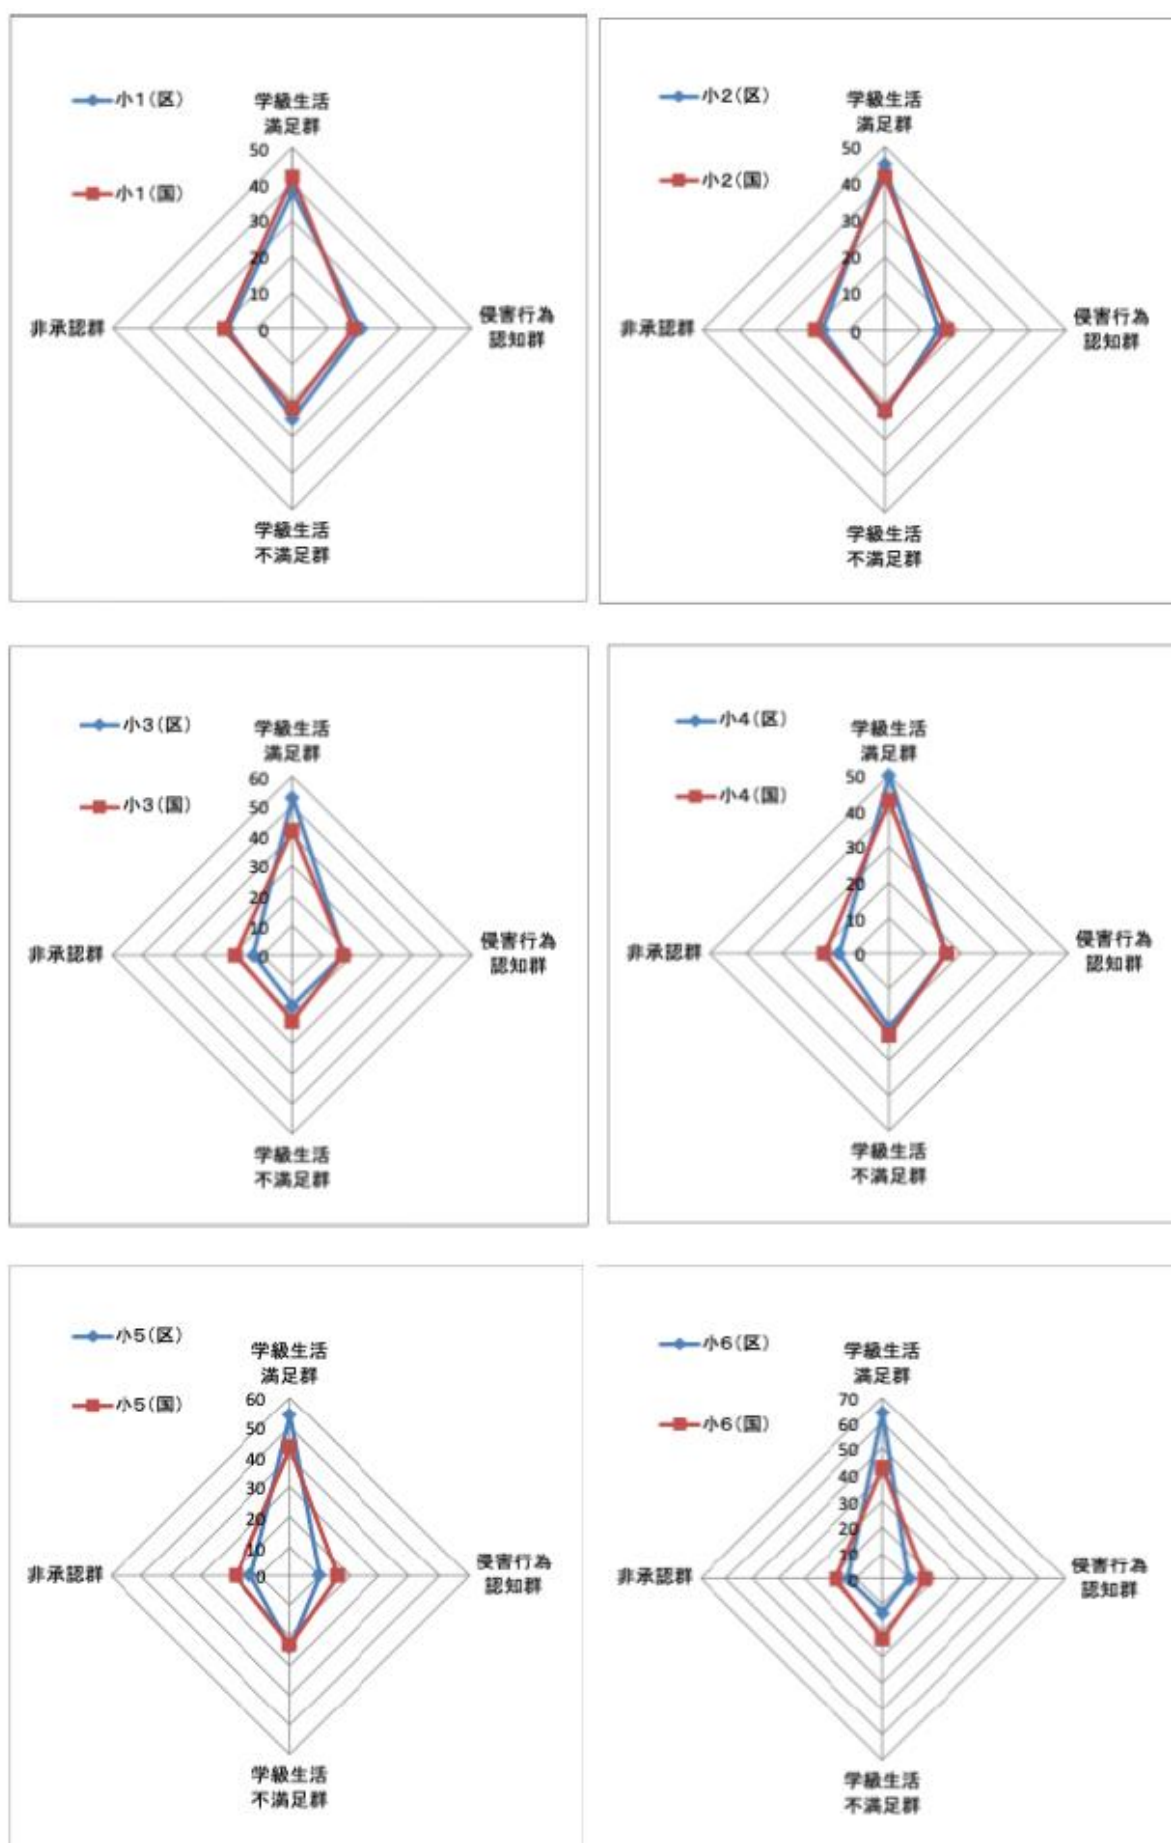 小1(区)
小1(国)
学級生活
満足群
50
40
30
20
10
0
非承認群
侵害行為
認知群
学級生活
不満足群
小2(区)
小2(国)
学級生活
満足群
50
40
30
20
10
0
非承認群
侵害行為
認知群
学級生活
不満足群
小3(区)
小3(国)
学級生活
満足群
60
50
40
30
20
10
0
非承認群
侵害行為
認知群
学級生活
不満足群
小4(区)
小4(国)
学級生活
満足群
50
40
30
20
10
0
非承認群
侵害行為
認知群
学級生活
不満足群
小5(区)
小5(国)
学級生活
満足群
60
50
40
30
20
10
0
非承認群
侵害行為
認知群
学級生活
不満足群
小6(区)
小6(国)
学級生活
満足群
70
60
50
40
30
20
10
0
非承認群
侵害行為
認知群
学級生活
不満足群